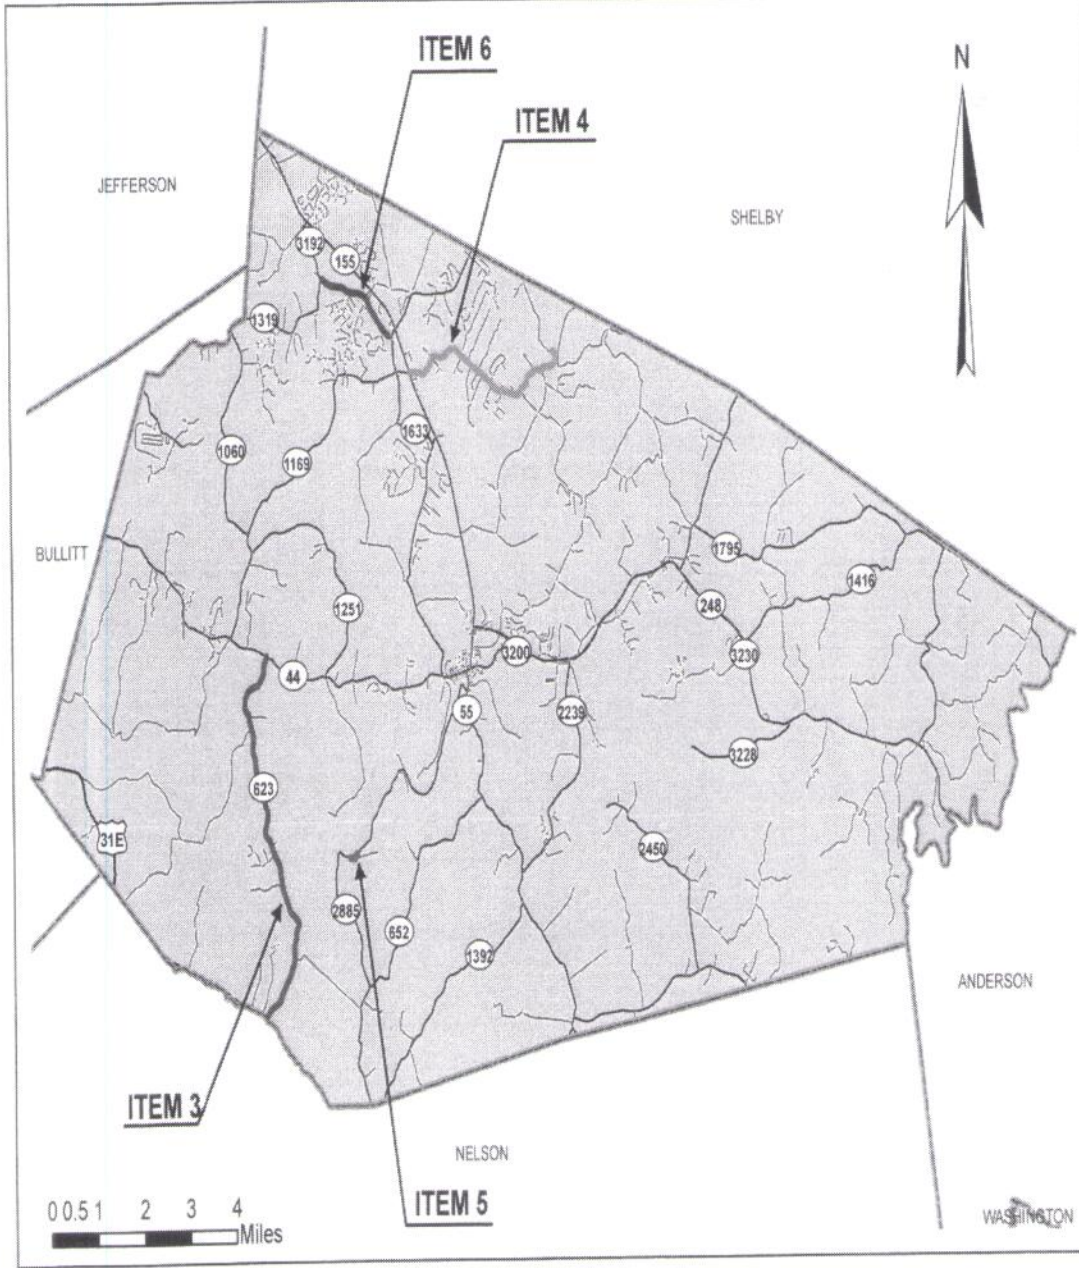 ITEM 6
N
ITEM 4
JEFFERSON
SHELBY
3192
155
1319
1633
1060
1169
BULLITT
1795
1416
1251
248
3200
3230
44
55
2239
3228
623
31E
2450
2885
652
1392
ANDERSON
ITEM 3
NELSON
ITEM 5
0 0.5 1 2 3 4
Miles
WASHINGTON